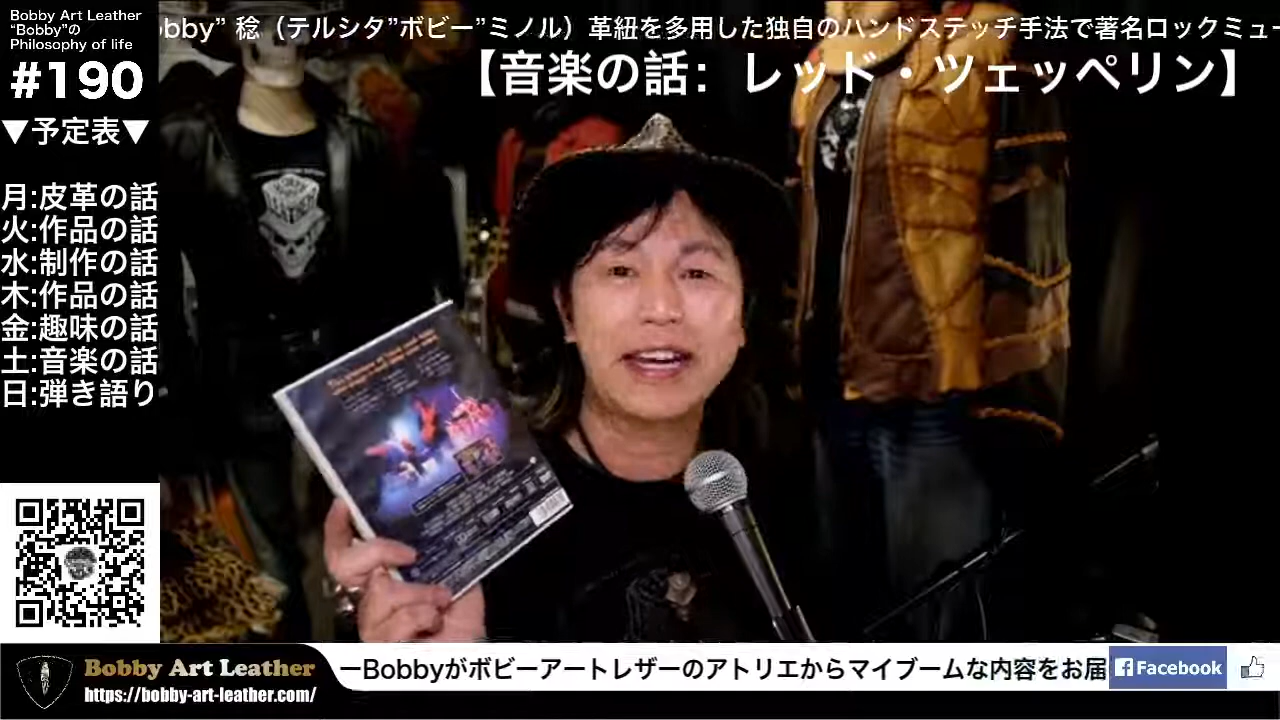 Bobby Art Leather
“Bobby”の
Philosophy of life
#190
▼予定表▼
月:皮革の話
火:作品の話
水:制作の話
木:作品の話
金:趣味の話
土:音楽の話
日:弾き語り
obby” 稔（テルシタ”ボビー”ミノル）革紐を多用した独自のハンドステッチ手法で著名ロックミュー
【音楽の話：レッド・ツェッペリン】
Bobby Art Leather
https://bobby-art-leather.com/
ーBobbyがボビーアートレザーのアトリエからマイブームな内容をお届
Facebook